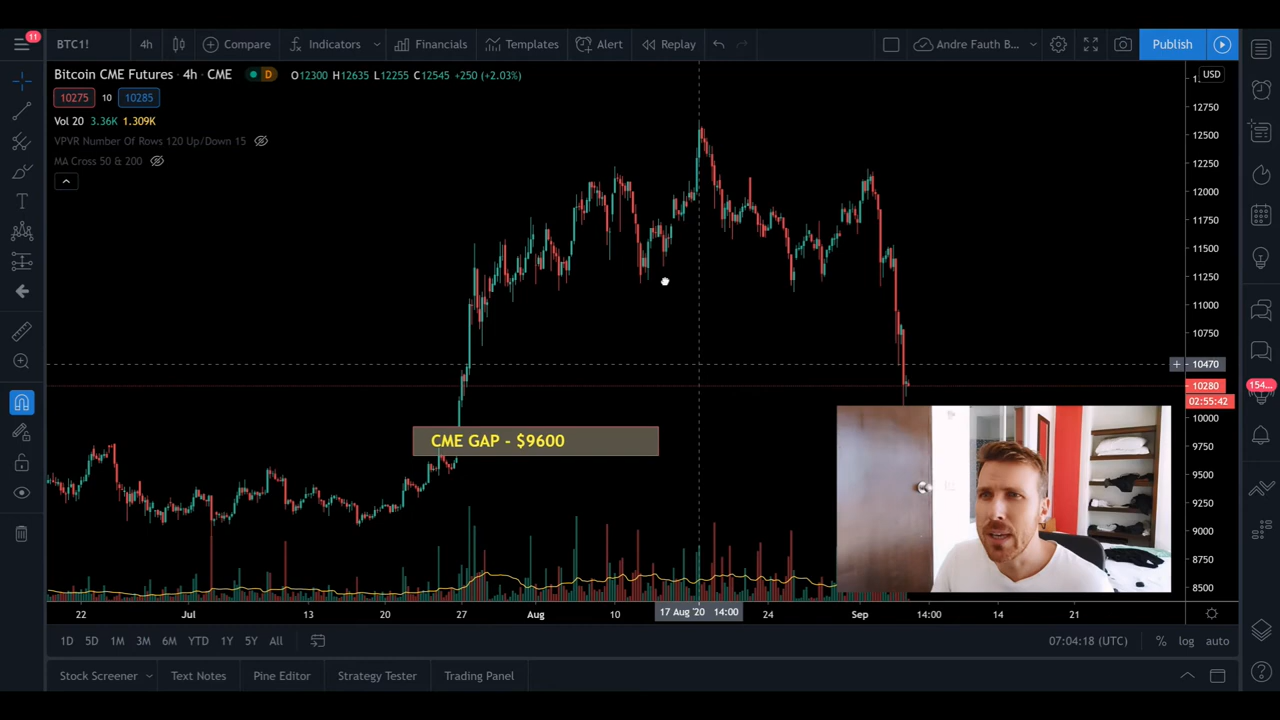 11
BTC1!
4h
Compare
Indicators
Financials
Templates
Alert
Replay
Andre Fauth B...
Publish
Bitcoin CME Futures · 4h · CME
D
O12300 H12635 L12255 C12545 +250 (+2.03%)
USD
10275
10
10285
Vol 20 3.36K 1.309K
VPVR Number Of Rows 120 Up/Down 15
MA Cross 50 & 200
12750
12500
12250
12000
11750
11500
11250
11000
10750
10470
10280
02:55:42
154...
10000
9750
9500
9250
9000
8750
8500
CME GAP - $9600
22
Jul
13
20
27
Aug
10
17 Aug '20 14:00
24
Sep
14:00
14
21
1D
5D
1M
3M
6M
YTD
1Y
5Y
All
07:04:18 (UTC)
%
log
auto
Stock Screener
Text Notes
Pine Editor
Strategy Tester
Trading Panel